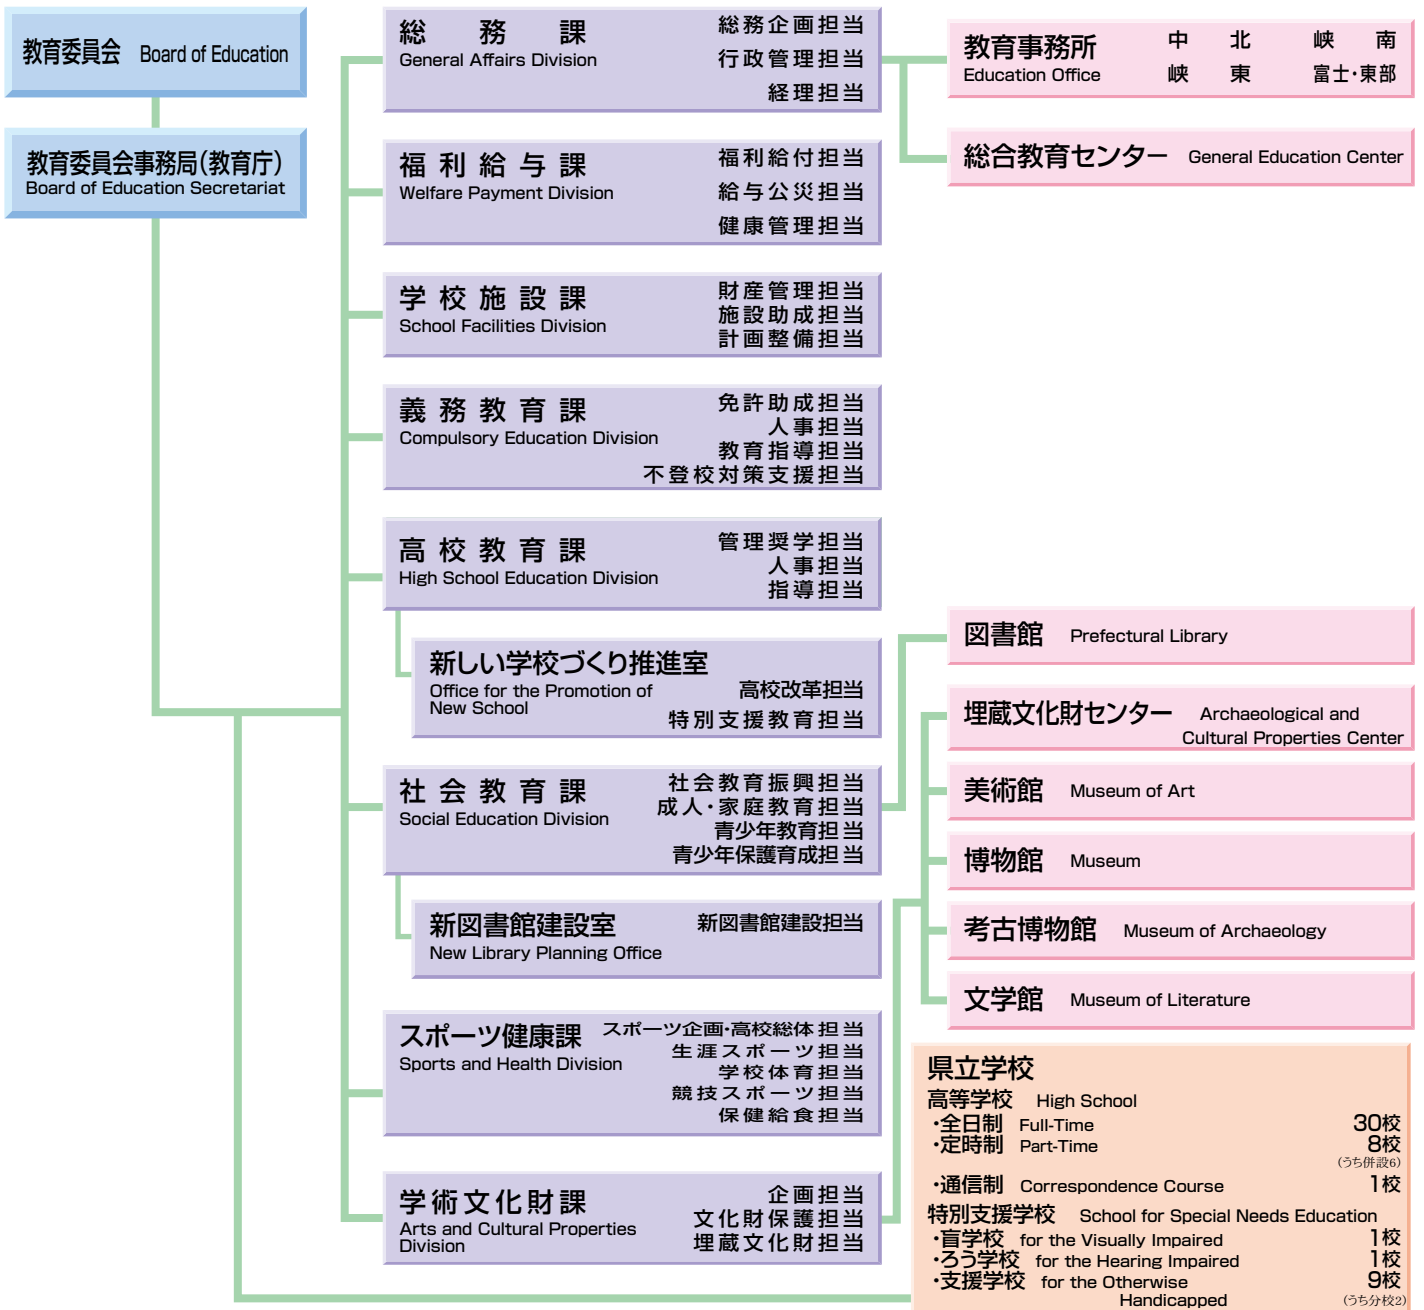 教育委員会 Board of Education
教育委員会事務局(教育庁)
Board of Education Secretariat
総務課
General Affairs Division
総務企画担当
行政管理担当
経理担当
福利給与課
Welfare Payment Division
福利給付担当
給与公災担当
健康管理担当
学校施設課
School Facilities Division
財産管理担当
施設助成担当
計画整備担当
義務教育課
Compulsory Education Division
免許助成担当
人事担当
教育指導担当
不登校対策支援担当
高校教育課
High School Education Division
管理奨学担当
人事担当
指導担当
新しい学校づくり推進室
Office for the Promotion of
New School
高校改革担当
特別支援教育担当
社会教育課
Social Education Division
社会教育振興担当
成人・家庭教育担当
青少年教育担当
青少年保護育成担当
新図書館建設室
New Library Planning Office
新図書館建設担当
スポーツ健康課
Sports and Health Division
スポーツ企画・高校総体担当
生涯スポーツ担当
学校体育担当
競技スポーツ担当
保健給食担当
学術文化財課
Arts and Cultural Properties
Division
企画担当
文化財保護担当
埋蔵文化財担当
教育事務所
Education Office
中北 峡南
峡東 富士・東部
総合教育センター General Education Center
図書館 Prefectural Library
埋蔵文化財センター Archaeological and
Cultural Properties Center
美術館 Museum of Art
博物館 Museum
考古博物館 Museum of Archaeology
文学館 Museum of Literature
県立学校
高等学校 High School
・全日制 Full-Time 30校
・定時制 Part-Time 8校
(うち併設6)
・通信制 Correspondence Course 1校
特別支援学校 School for Special Needs Education
・盲学校 for the Visually Impaired 1校
・ろう学校 for the Hearing Impaired 1校
・支援学校 for the Otherwise 9校
Handicapped (うち分校2)